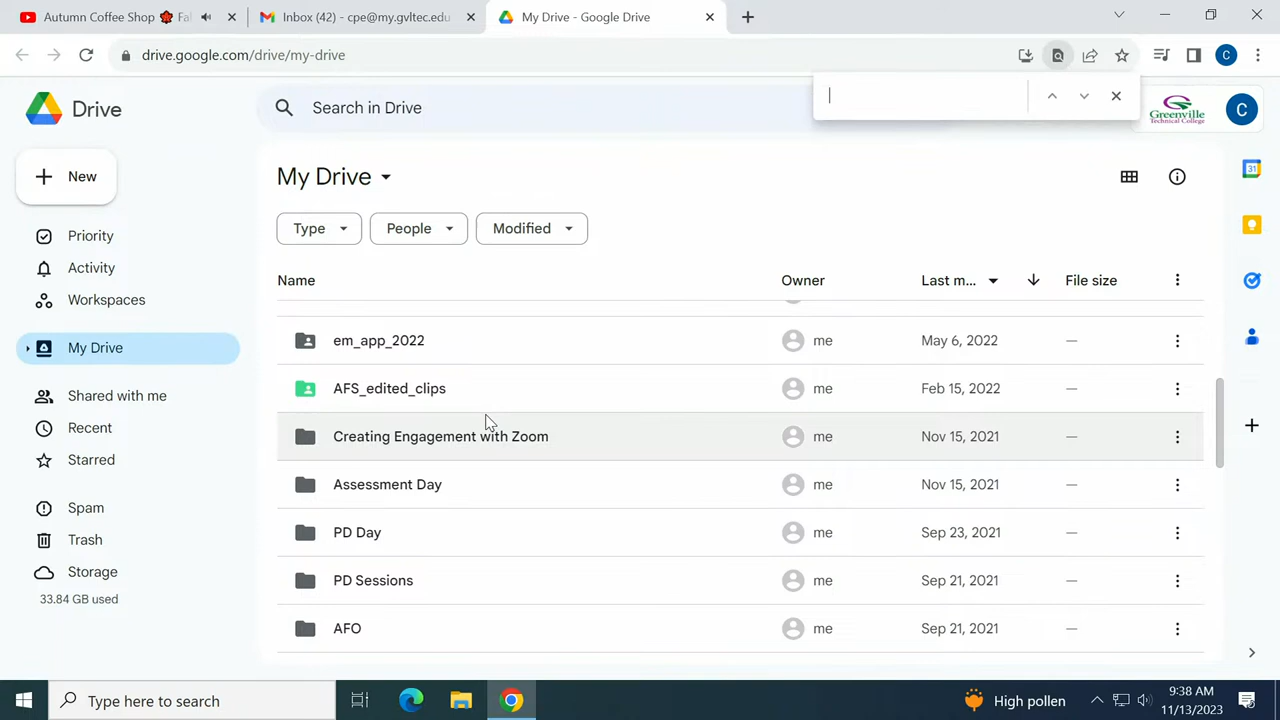 Autumn Coffee Shop 🍁 Fal
Inbox (42) - cpe@my.gvltec.edu
My Drive - Google Drive
drive.google.com/drive/my-drive
Drive
Search in Drive
Greenville
Technical College
C
C
New
My Drive
Type
People
Modified
Priority
Activity
Workspaces
My Drive
Shared with me
Recent
Starred
Spam
Trash
Storage
33.84 GB used
Name Owner Last m... File size
em_app_2022 me May 6, 2022 —
AFS_edited_clips me Feb 15, 2022 —
Creating Engagement with Zoom me Nov 15, 2021 —
Assessment Day me Nov 15, 2021 —
PD Day me Sep 23, 2021 —
PD Sessions me Sep 21, 2021 —
AFO me Sep 21, 2021 —
31
Type here to search
High pollen
9:38 AM
11/13/2023